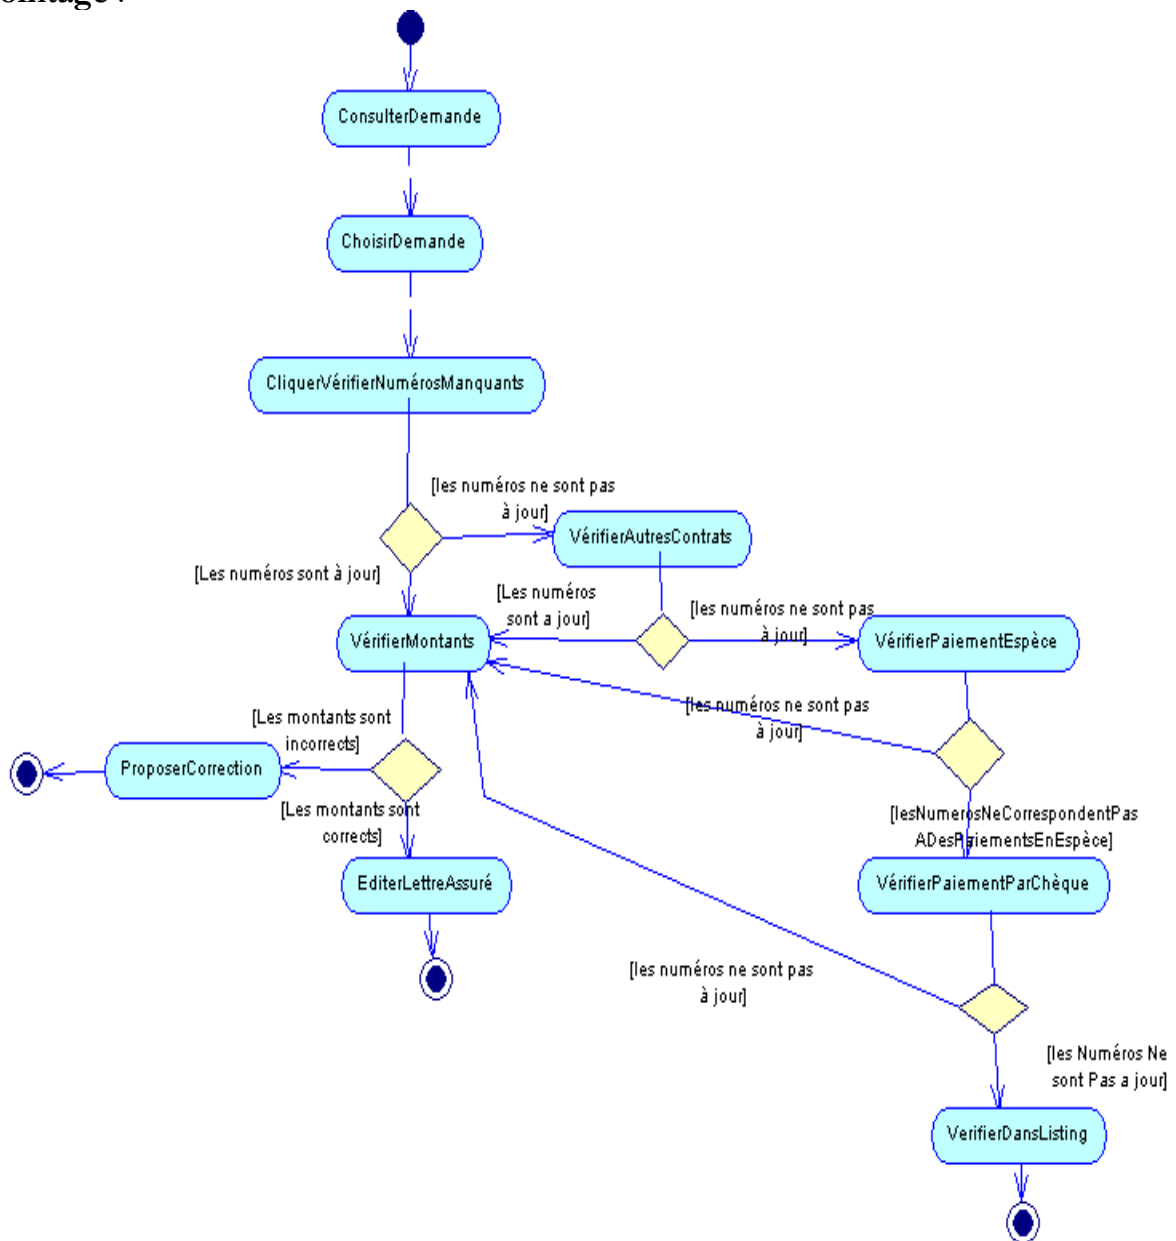 ConsulterDemande
ChoisirDemande
CliquerVérifierNumérosManquants
[les numéros ne sont pas
à jour]
VérifierAutresContrats
[Les numéros sont à jour]
[Les numéros
sont a jour]
[les numéros ne sont pas
à jour]
VérifierMontants
VérifierPaiementEspèce
[les numéros ne sont pas
à jour]
[Les montants sont
incorrects]
ProposerCorrection
[Les montants sont
corrects]
[lesNumerosNeCorrespondentPas
ADesPaiementsEnEspèce]
EditerLettreAssuré
VérifierPaiementParChèque
[les numéros ne sont pas
à jour]
[les Numéros Ne
sont Pas a jour]
VerifierDansListing